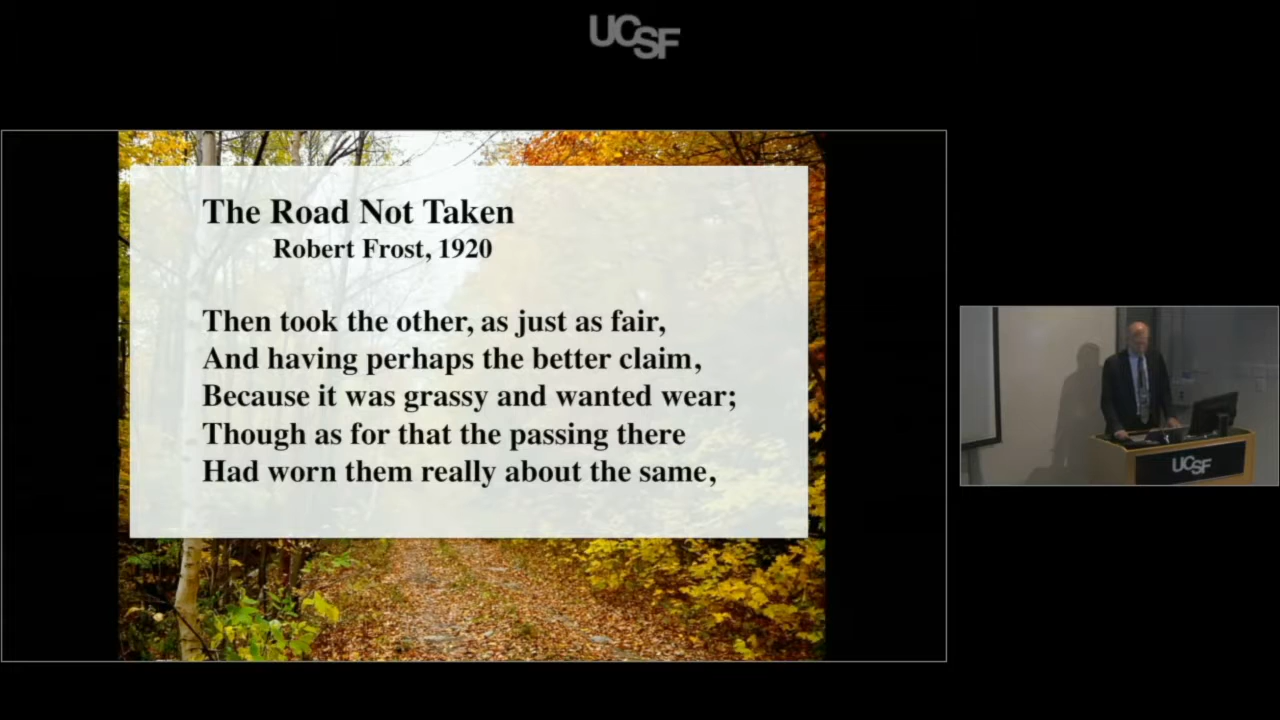 UCSF
The Road Not Taken
Robert Frost, 1920
Then took the other, as just as fair,
And having perhaps the better claim,
Because it was grassy and wanted wear;
Though as for that the passing there
Had worn them really about the same,
UCSF